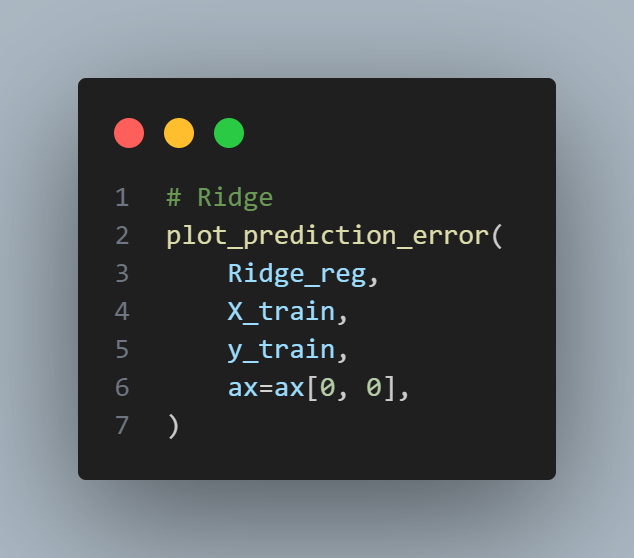 1 # Ridge
2 plot_prediction_error(
3     Ridge_reg,
4     X_train,
5     y_train,
6     ax=ax[0, 0],
7 )